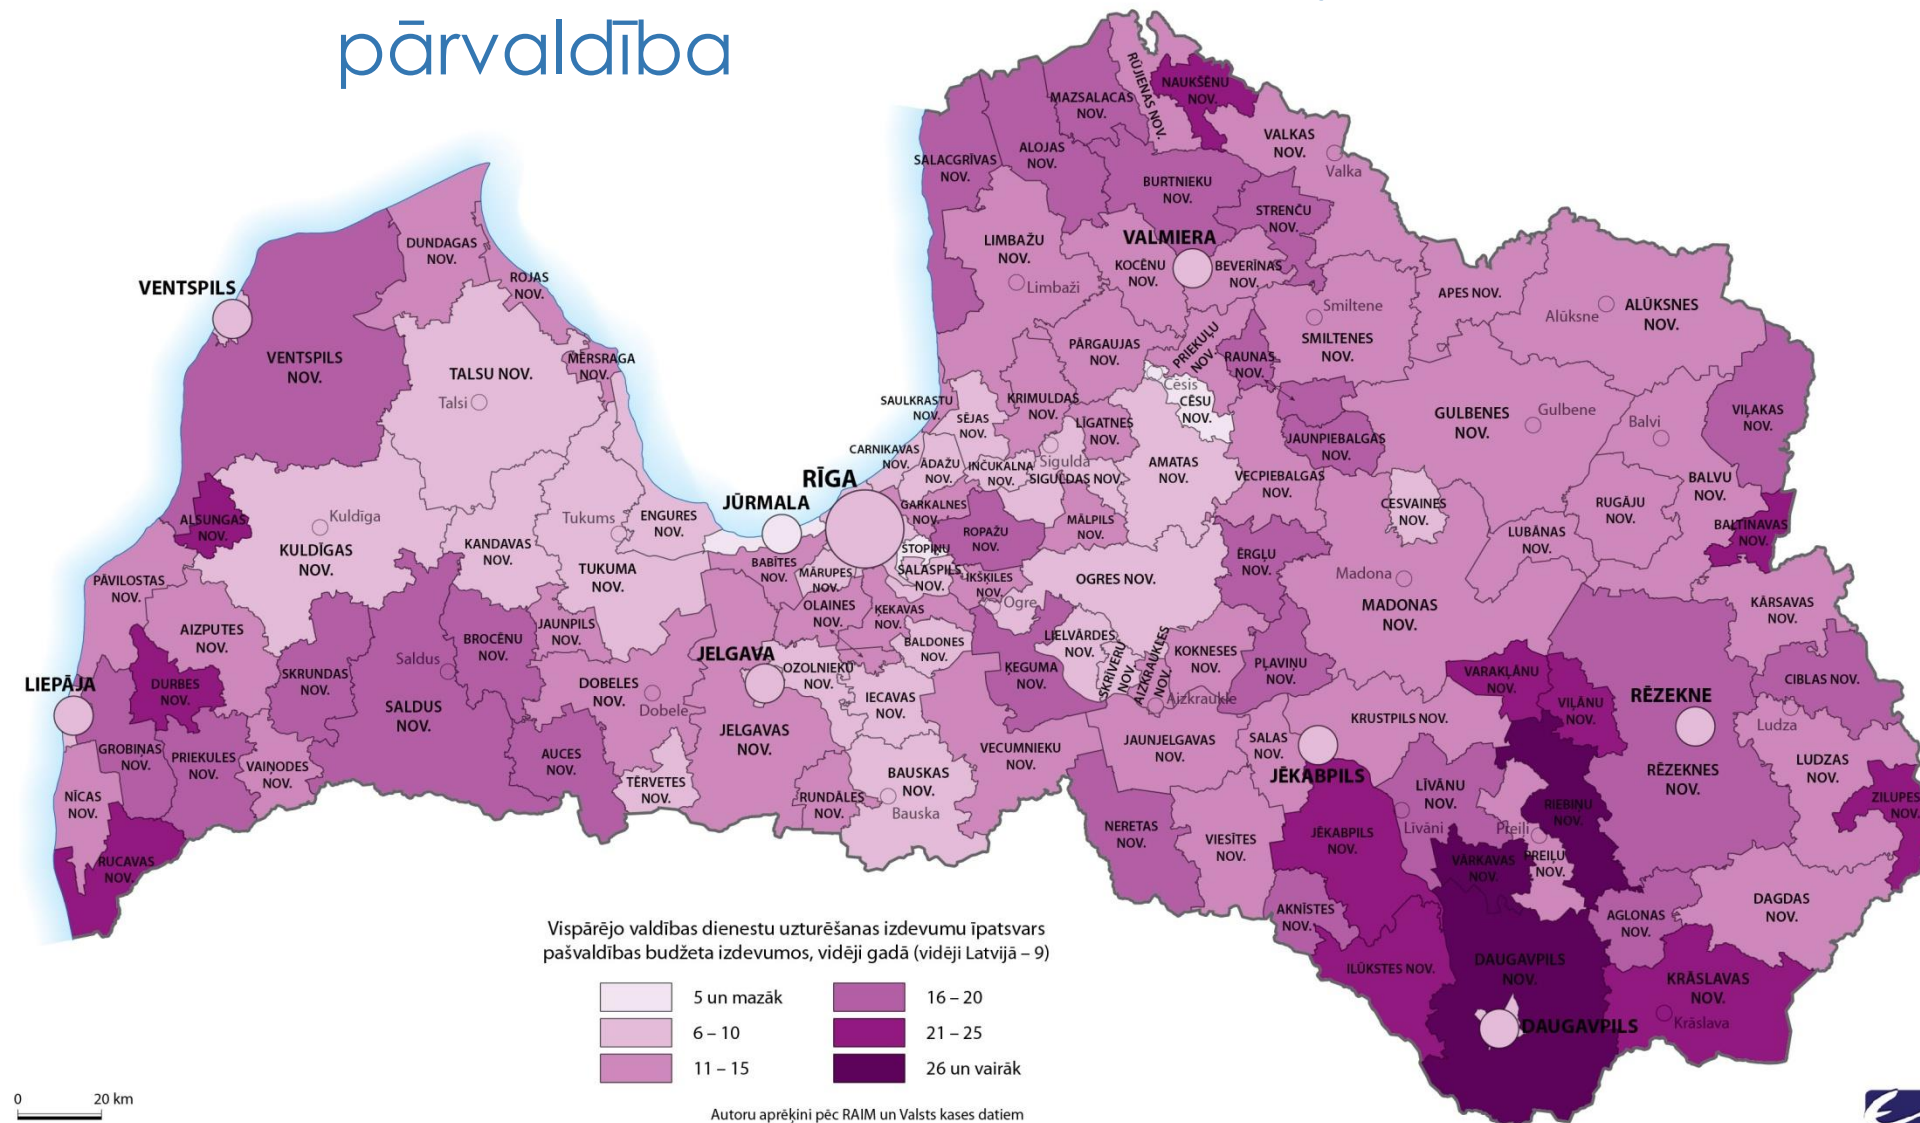 pārvaldība
RŪJIENAS NOV.
NAUKŠĒNU
NOV.
MAZSALACAS
NOV.
VALKAS
NOV.
Valka
ALOJAS
NOV.
SALACGRĪVAS
NOV.
BURTNIEKU
NOV.
STRENČU
NOV.
LIMBAŽU
NOV.
Limbaži
VALMIERA
KOCĒNU
NOV.
BEVERĪNAS
NOV.
DUNDAGAS
NOV.
ROJAS
NOV.
VENTSPILS
VENTSPILS
NOV.
TALSU NOV.
Talsi
MĒRSRAGA
NOV.
APES NOV.
Alūksne
ALŪKSNES
NOV.
Smiltene
SMILTENES
NOV.
PĀRGAUJAS
NOV.
PRIEKUĻU
NOV.
RAUNAS
NOV.
Cēsis
CĒSU
NOV.
SAULKRASTU
NOV.
SĒJAS
NOV.
KRIMULDAS
NOV.
LĪGATNES
NOV.
GULBENES
NOV.
Gulbene
Balvi
VIĻAKAS
NOV.
JAUNPIEBALGAS
NOV.
CARNIKAVAS
NOV.
ĀDAŽU
NOV.
INČUKALNA
NOV.
Sigulda
SIGULDAS NOV.
AMATAS
NOV.
VECPIEBALGAS
NOV.
CESVAINES
NOV.
RUGĀJU
NOV.
BALVU
NOV.
BALTINAVAS
NOV.
RĪGA
JŪRMALA
GARKALNES
NOV.
ROPAŽU
NOV.
MĀLPILS
NOV.
LUBĀNAS
NOV.
ALSUNGAS
NOV.
Kuldīga
KULDĪGAS
NOV.
KANDAVAS
NOV.
Tukums
TUKUMA
NOV.
ENGURES
NOV.
BABĪTES
NOV.
MĀRUPES
NOV.
STOPIŅU
SALASPILS
NOV.
IKŠĶILES
NOV.
Ogre
OGRES NOV.
ĒRGĻU
NOV.
Madona
MADONAS
NOV.
KĀRSAVAS
NOV.
PĀVILOSTAS
NOV.
AIZPUTES
NOV.
JAUNPILS
NOV.
BROCĒNU
NOV.
Saldus
SALDUS
NOV.
SKRUNDAS
NOV.
DURBES
NOV.
LIEPĀJA
OLAINES
NOV.
ĶEKAVAS
NOV.
BALDONES
NOV.
JELGAVA
OZOLNIEKU
NOV.
DOBELES
NOV.
Dobele
JELGAVAS
NOV.
IECAVAS
NOV.
ĶEGUMA
NOV.
LIELVĀRDES
NOV.
SKRĪVERU
NOV.
AIZKRAUKLES
NOV.
Aizkraukle
KOKNESES
NOV.
PĻAVIŅU
NOV.
VARAKĻĀNU
NOV.
VIĻĀNU
NOV.
RĒZEKNE
RĒZEKNES
NOV.
CIBLAS NOV.
Ludza
LUDZAS
NOV.
ZILUPES
NOV.
GROBIŅAS
NOV.
PRIEKULES
NOV.
VAIŅODES
NOV.
NĪCAS
NOV.
RUCAVAS
NOV.
AUCES
NOV.
TĒRVETES
NOV.
RUNDĀLES
NOV.
BAUSKAS
NOV.
Bauska
VECUMNIEKU
NOV.
JAUNJELGAVAS
NOV.
SALAS
NOV.
JĒKABPILS
KRUSTPILS NOV.
LĪVĀNU
NOV.
Līvāni
Preiļi
PREIĻU
NOV.
RIEBIŅU
NOV.
VĀRKAVAS
NOV.
NERETAS
NOV.
VIESĪTES
NOV.
JĒKABPILS
NOV.
AKNĪSTES
NOV.
ILŪKSTES NOV.
DAUGAVPILS
NOV.
DAUGAVPILS
AGLONAS
NOV.
DAGDAS
NOV.
KRĀSLAVAS
NOV.
Krāslava
Vispārējo valdības dienestu uzturēšanas izdevumu īpatsvars
pašvaldības budžeta izdevumos, vidēji gadā (vidēji Latvijā – 9)
5 un mazāk
6 – 10
11 – 15
16 – 20
21 – 25
26 un vairāk
0 20 km
Autoru aprēķini pēc RAIM un Valsts kases datiem